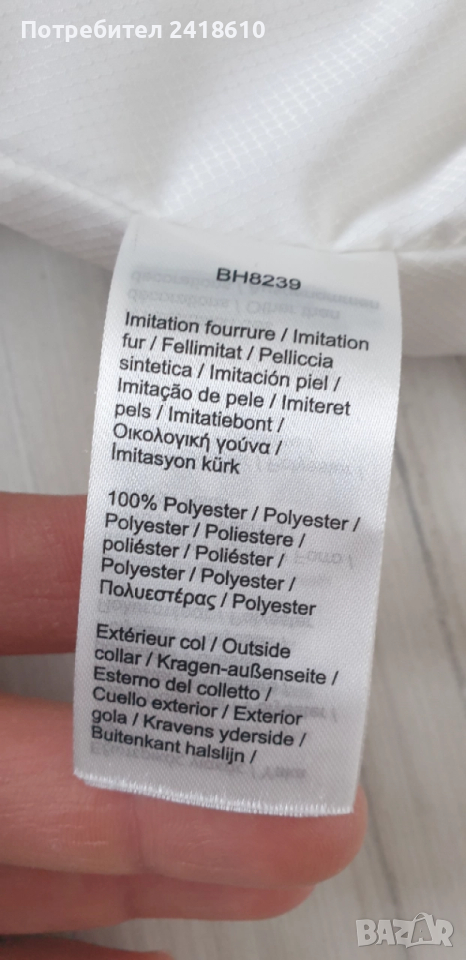 Потребител 2418610
BH8239
Imitation fourrure / Imitation
fur / Fellimitat / Pelliccia
sintetica / Imitación piel /
Imitação de pele / Imiteret
pels / Imitatiebont /
Οικολογική γούνα /
İmitasyon kürk
100% Polyester / Polyester /
Polyester / Poliestere /
poliéster / Poliéster /
Polyester / Polyester /
Πολυεστέρας / Polyester
Extérieur col / Outside
collar / Kragen-außenseite /
Esterno del colletto /
Cuello exterior / Exterior
gola / Kravens yderside /
Buitenkant halslijn /
BAZAR